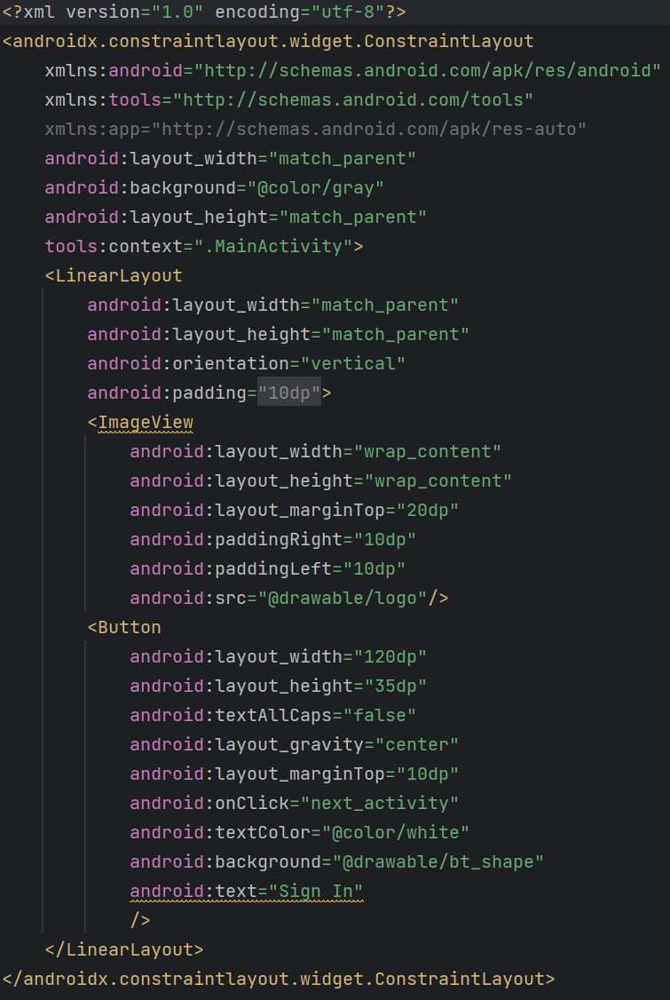 <?xml version="1.0" encoding="utf-8"?>
<androidx.constraintlayout.widget.ConstraintLayout
    xmlns:android="http://schemas.android.com/apk/res/android"
    xmlns:tools="http://schemas.android.com/tools"
    xmlns:app="http://schemas.android.com/apk/res-auto"
    android:layout_width="match_parent"
    android:background="@color/gray"
    android:layout_height="match_parent"
    tools:context=".MainActivity">
    <LinearLayout
        android:layout_width="match_parent"
        android:layout_height="match_parent"
        android:orientation="vertical"
        android:padding="10dp">
        <ImageView
            android:layout_width="wrap_content"
            android:layout_height="wrap_content"
            android:layout_marginTop="20dp"
            android:paddingRight="10dp"
            android:paddingLeft="10dp"
            android:src="@drawable/logo"/>
        <Button
            android:layout_width="120dp"
            android:layout_height="35dp"
            android:textAllCaps="false"
            android:layout_gravity="center"
            android:layout_marginTop="10dp"
            android:onClick="next_activity"
            android:textColor="@color/white"
            android:background="@drawable/bt_shape"
            android:text="Sign In"
            />
    </LinearLayout>
</androidx.constraintlayout.widget.ConstraintLayout>